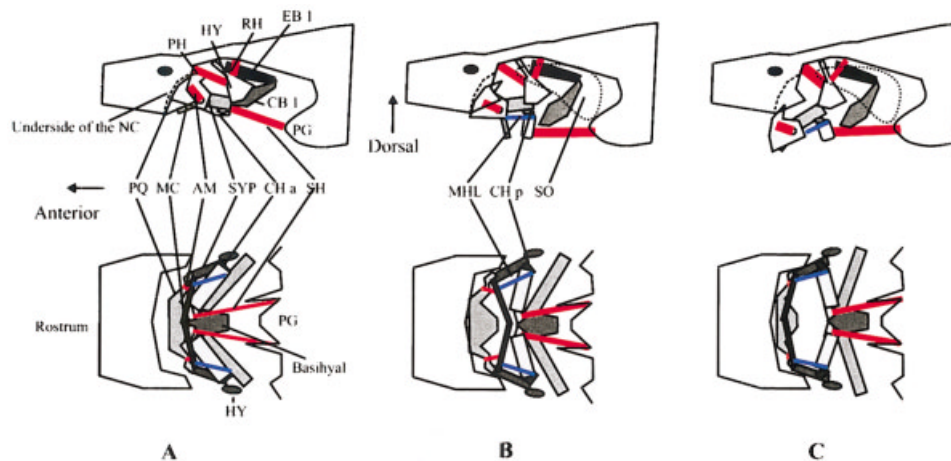 PH HY RH EB 1
CB 1
PG
Underside of the NC
Dorsal
PQ MC AM SYP CH a SH
MHL CH p SO
Anterior
Rostrum
PG
Basihyal
HY
A B C